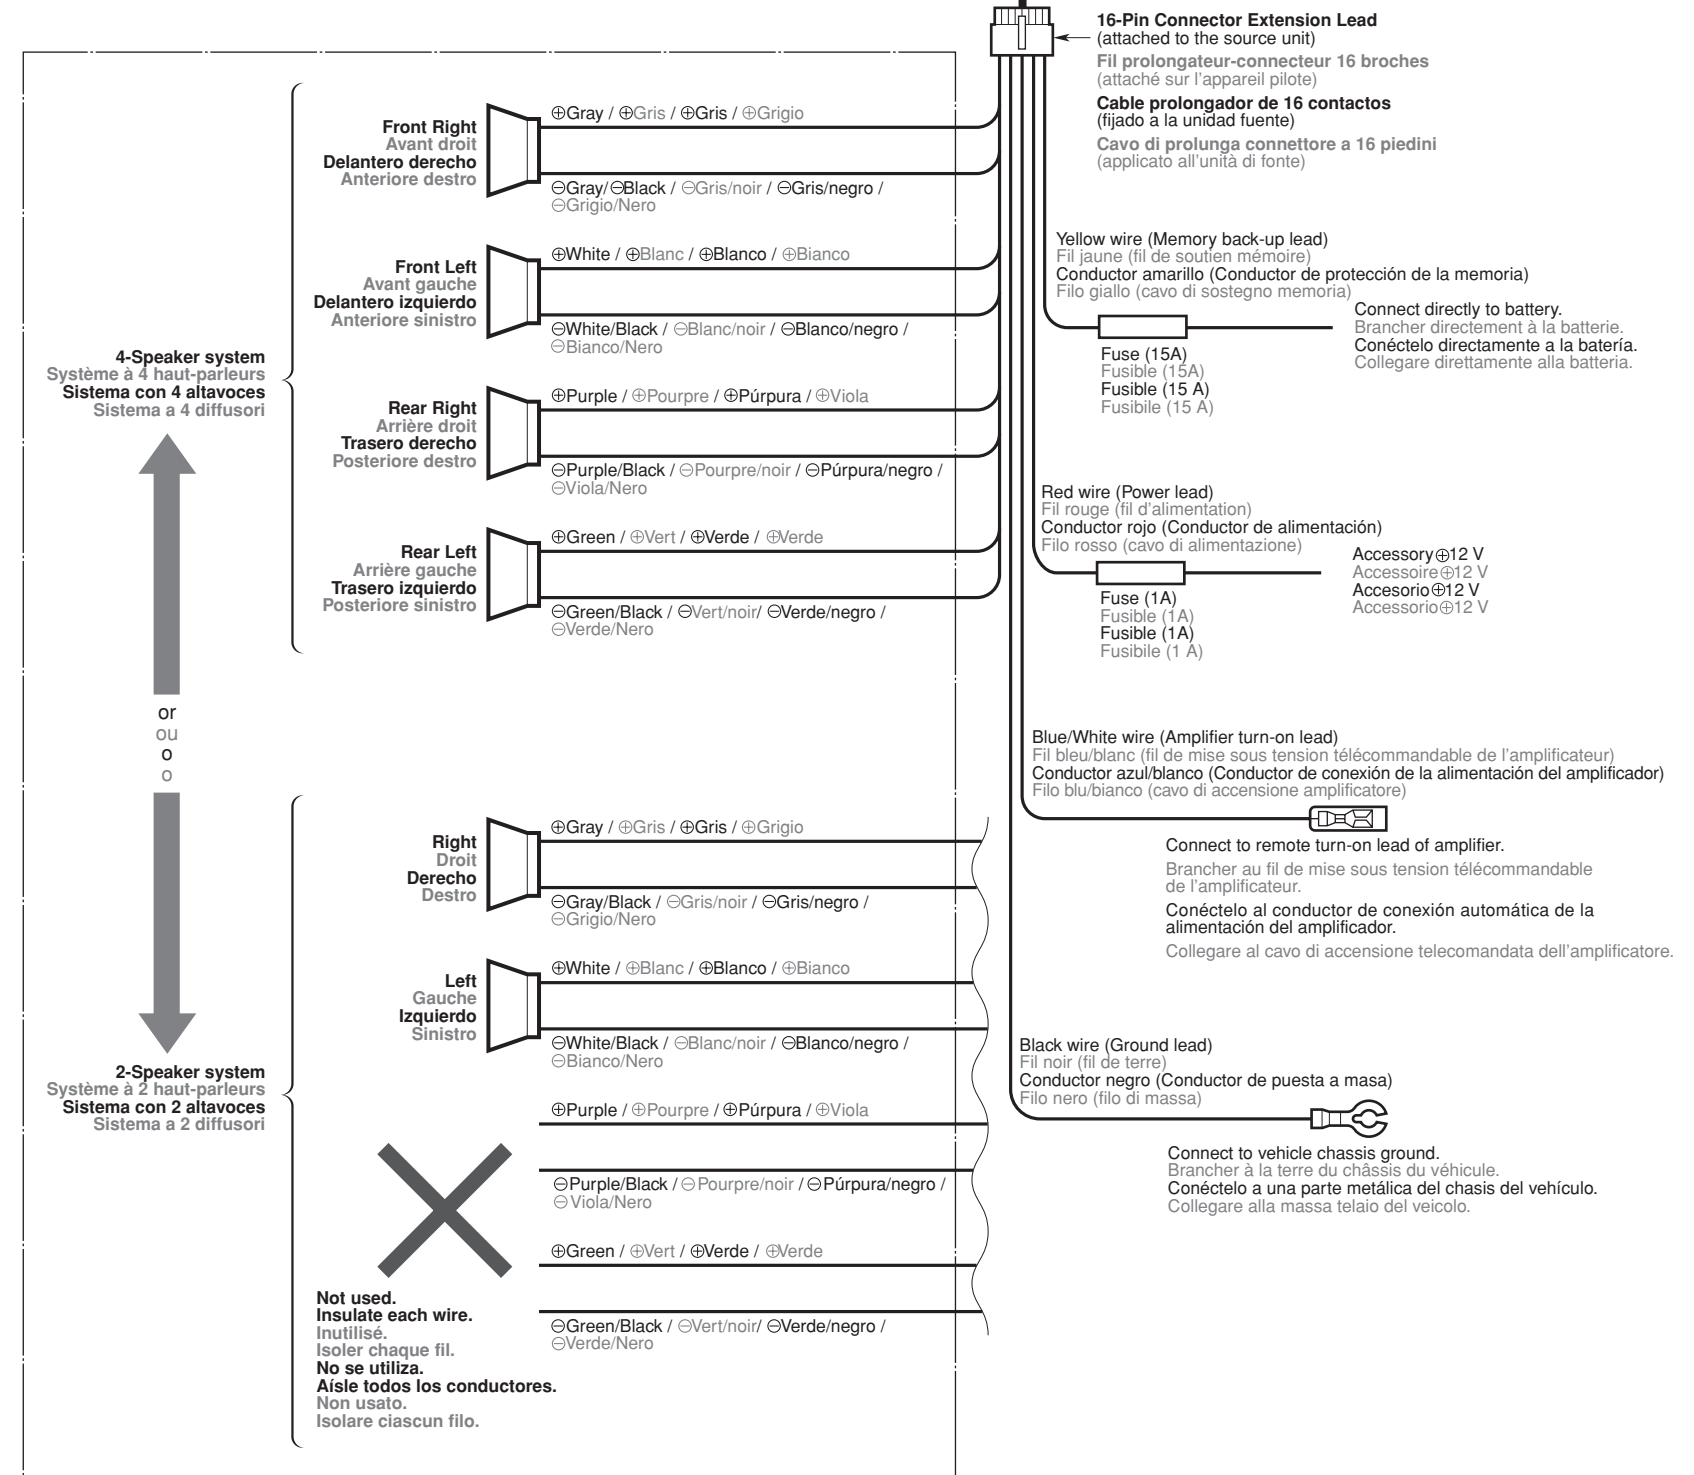 16-Pin Connector Extension Lead
(attached to the source unit)
Fil prolongateur-connecteur 16 broches
(attaché sur l'appareil pilote)
Cable prolongador de 16 contactos
(fijado a la unidad fuente)
Cavo di prolunga connettore a 16 piedini
(applicato all'unità di fonte)
4-Speaker system
Système à 4 haut-parleurs
Sistema con 4 altavoces
Sistema a 4 diffusori
Front Right
Avant droit
Delantero derecho
Anteriore destro
⊕Gray / ⊕Gris / ⊕Gris / ⊕Grigio
⊖Gray/⊖Black / ⊖Gris/noir / ⊖Gris/negro /
⊖Grigio/Nero
Front Left
Avant gauche
Delantero izquierdo
Anteriore sinistro
⊕White / ⊕Blanc / ⊕Blanco / ⊕Bianco
⊖White/Black / ⊖Blanc/noir / ⊖Blanco/negro /
⊖Bianco/Nero
Rear Right
Arrière droit
Trasero derecho
Posteriore destro
⊕Purple / ⊕Pourpre / ⊕Púrpura / ⊕Viola
⊖Purple/Black / ⊖Pourpre/noir / ⊖Púrpura/negro /
⊖Viola/Nero
Rear Left
Arrière gauche
Trasero izquierdo
Posteriore sinistro
⊕Green / ⊕Vert / ⊕Verde / ⊕Verde
⊖Green/Black / ⊖Vert/noir/ ⊖Verde/negro /
⊖Verde/Nero
or
ou
o
o
2-Speaker system
Système à 2 haut-parleurs
Sistema con 2 altavoces
Sistema a 2 diffusori
Right
Droit
Derecho
Destro
⊕Gray / ⊕Gris / ⊕Gris / ⊕Grigio
⊖Gray/Black / ⊖Gris/noir / ⊖Gris/negro /
⊖Grigio/Nero
Left
Gauche
Izquierdo
Sinistro
⊕White / ⊕Blanc / ⊕Blanco / ⊕Bianco
⊖White/Black / ⊖Blanc/noir / ⊖Blanco/negro /
⊖Bianco/Nero
⊕Purple / ⊕Pourpre / ⊕Púrpura / ⊕Viola
⊖Purple/Black / ⊖Pourpre/noir / ⊖Púrpura/negro /
⊖Viola/Nero
⊕Green / ⊕Vert / ⊕Verde / ⊕Verde
⊖Green/Black / ⊖Vert/noir/ ⊖Verde/negro /
⊖Verde/Nero
Not used.
Insulate each wire.
Inutilisé.
Isoler chaque fil.
No se utiliza.
Aísle todos los conductores.
Non usato.
Isolare ciascun filo.
Yellow wire (Memory back-up lead)
Fil jaune (fil de soutien mémoire)
Conductor amarillo (Conductor de protección de la memoria)
Filo giallo (cavo di sostegno memoria)
Connect directly to battery.
Brancher directement à la batterie.
Conéctelo directamente a la batería.
Collegare direttamente alla batteria.
Fuse (15A)
Fusible (15A)
Fusible (15 A)
Fusibile (15 A)
Red wire (Power lead)
Fil rouge (fil d'alimentation)
Conductor rojo (Conductor de alimentación)
Filo rosso (cavo di alimentazione)
Accessory⊕12 V
Accessoire⊕12 V
Accesorio⊕12 V
Accessorio⊕12 V
Fuse (1A)
Fusible (1A)
Fusible (1A)
Fusibile (1 A)
Blue/White wire (Amplifier turn-on lead)
Fil bleu/blanc (fil de mise sous tension télécommandable de l'amplificateur)
Conductor azul/blanco (Conductor de conexión de la alimentación del amplificador)
Filo blu/bianco (cavo di accensione amplificatore)
Connect to remote turn-on lead of amplifier.
Brancher au fil de mise sous tension télécommandable
de l'amplificateur.
Conéctelo al conductor de conexión automática de la
alimentación del amplificador.
Collegare al cavo di accensione telecomandata dell'amplificatore.
Black wire (Ground lead)
Fil noir (fil de terre)
Conductor negro (Conductor de puesta a masa)
Filo nero (filo di massa)
Connect to vehicle chassis ground.
Brancher à la terre du châssis du véhicule.
Conéctelo a una parte metálica del chasis del vehículo.
Collegare alla massa telaio del veicolo.